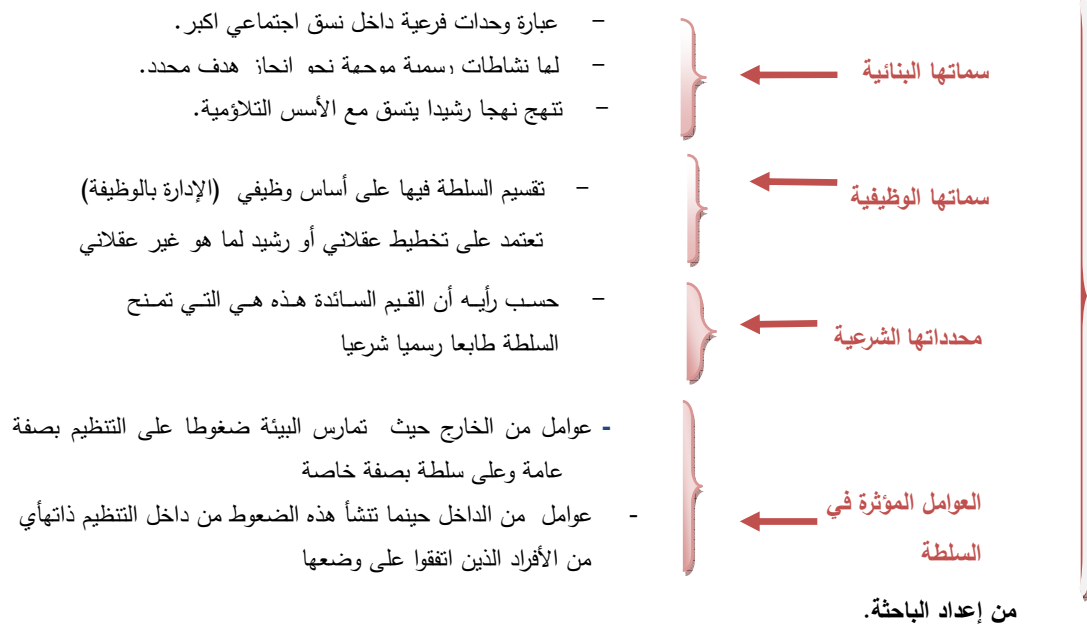 سماتها البنائية
- عبارة وحدات فرعية داخل نسق اجتماعي اكبر.
- لها نشاطات رسمية موجهة نحو انجاز هدف محدد.
- تنهج نهجا رشيدا يتسق مع الأسس التلاؤمية.
سماتها الوظيفية
- تقسيم السلطة فيها على أساس وظيفي (الإدارة بالوظيفة)
تعتمد على تخطيط عقلاني أو رشيد لما هو غير عقلاني
محدداتها الشرعية
- حسب رأيه أن القيم السائدة هذه هي التي تمنح
السلطة طابعا رسميا شرعيا
العوامل المؤثرة في
السلطة
- عوامل من الخارج حيث تمارس البيئة ضغوطا على التنظيم بصفة
عامة وعلى سلطة بصفة خاصة
- عوامل من الداخل حينما تتشأ هذه الضعوط من داخل التنظيم ذاتهأي
من الأفراد الذين اتفقوا على وضعها
من إعداد الباحثة.